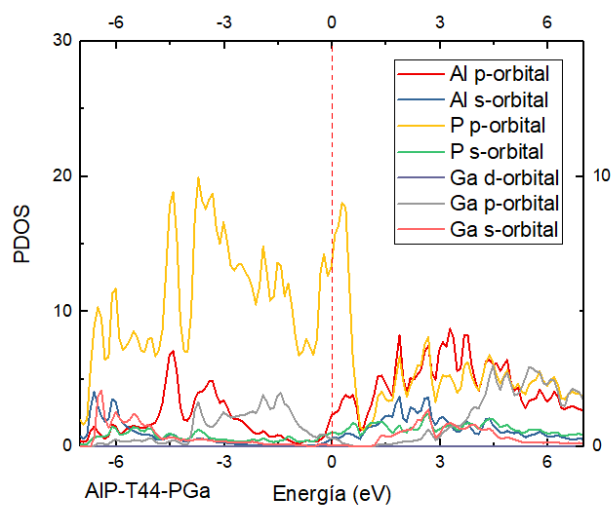 -6 -3 0 3 6
30
Al p-orbital
Al s-orbital
P p-orbital
P s-orbital
Ga d-orbital
Ga p-orbital
Ga s-orbital
20 10
PDOS
10
0 0
-6 -3 0 3 6
AlP-T44-PGa Energía (eV)